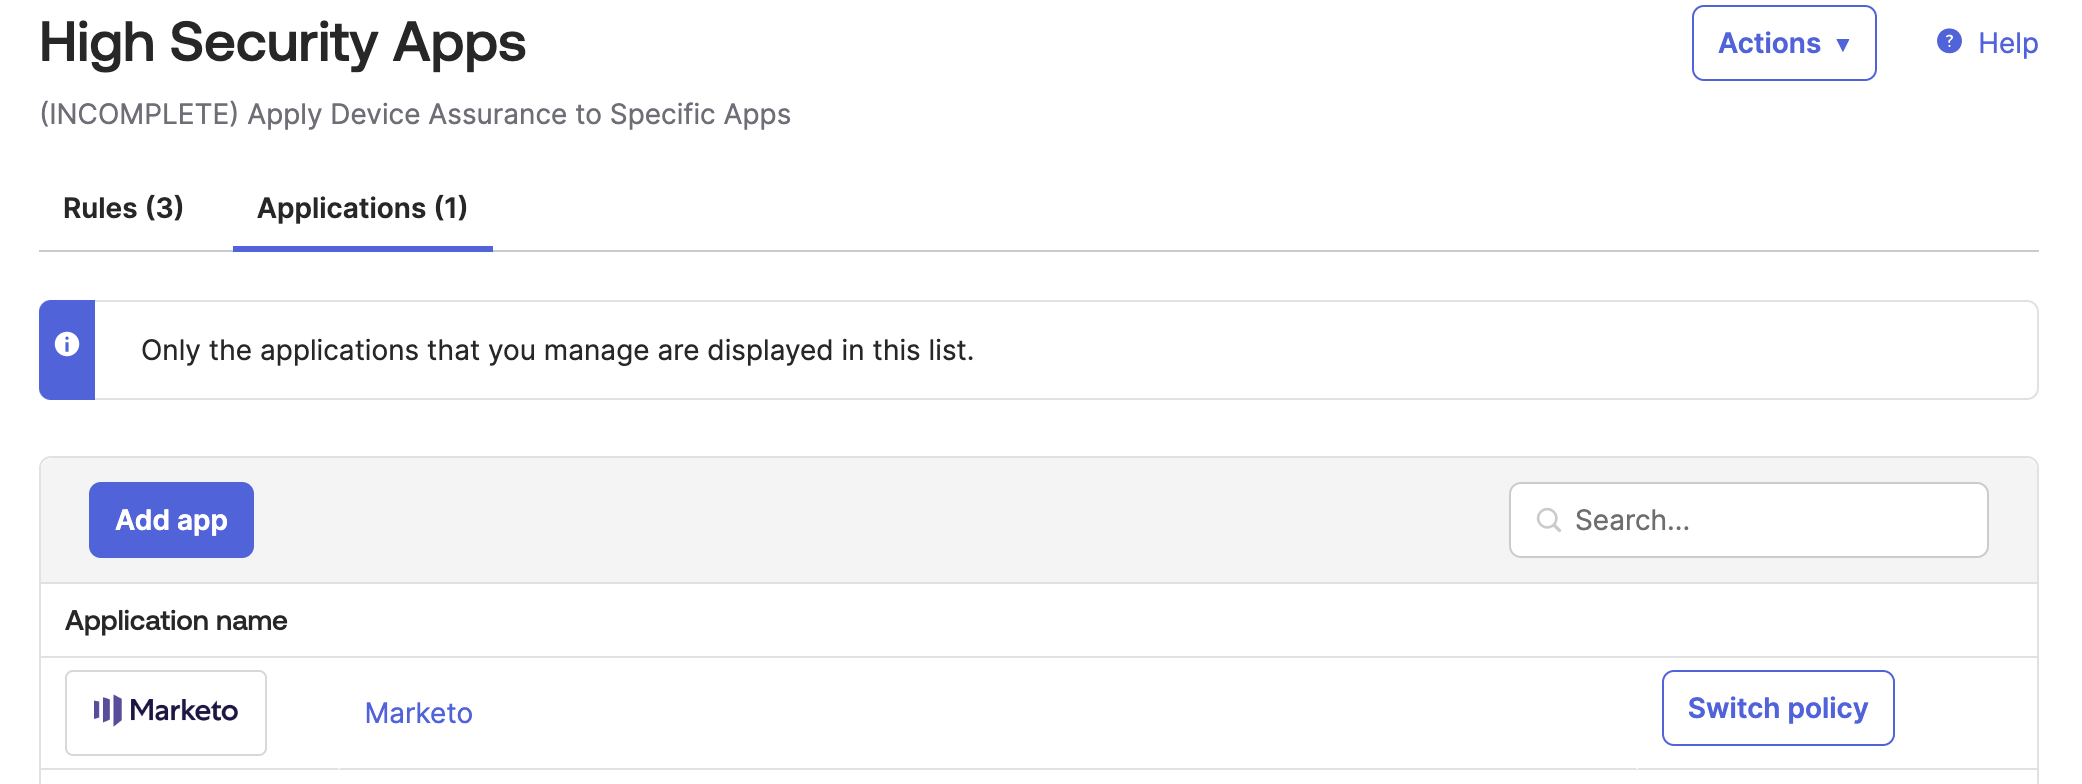 High Security Apps
Actions ▼
? Help
(INCOMPLETE) Apply Device Assurance to Specific Apps
Rules (3)
Applications (1)
Only the applications that you manage are displayed in this list.
Add app
Search...
Application name
Marketo
Marketo
Switch policy